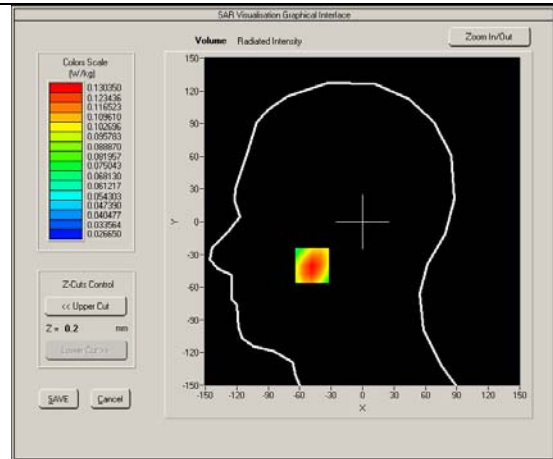 SAR Visualisation Graphical Interface
Volume Radiated Intensity
Zoom In/Out
Colors Scale
(W/kg)
0.130350
0.123436
0.116523
0.109610
0.102696
0.095783
0.088870
0.081957
0.075043
0.068130
0.061217
0.054303
0.047390
0.040477
0.033564
0.026650
Z-Cuts Control
<< Upper Cut
Z = 0.2 mm
Lower Cut >>
SAVE
Cancel
150
120
90
60
30
0
-30
-60
-90
-120
-150
Y
-150 -120 -90 -60 -30 0 30 60 90 120 150
X